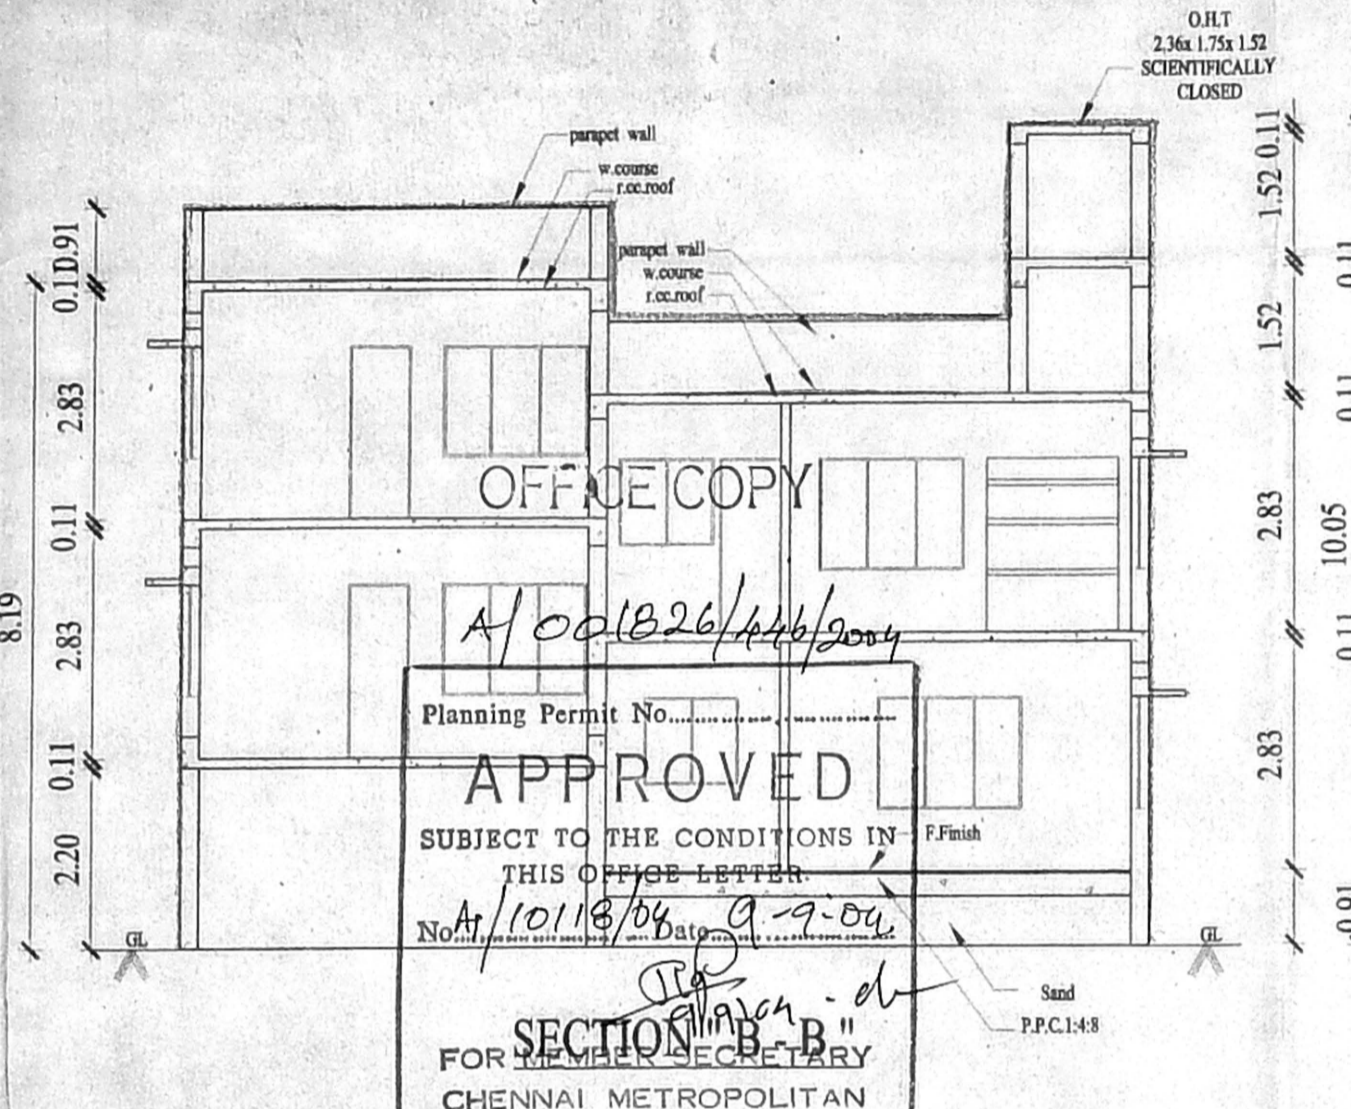 O.H.T
2.36x 1.75x 1.52
SCIENTIFICALLY
CLOSED
parapet wall
w.course
r.cc.roof
parapet wall
w.course
r.cc.roof
0.91
0.11
2.83
0.11
2.83
0.11
2.20
8.19
0.11
1.52
1.52
2.83
2.83
0.11
0.11
10.05
0.11
0.91
OFFICE COPY
A/001826/446/2004
Planning Permit No.
APPROVED
SUBJECT TO THE CONDITIONS IN
THIS OFFICE LETTER.
No. A/10118/04 Date 9-9-04
F.Finish
GL
GL
Sand
P.P.C.1:4:8
SECTION "B-B"
FOR MEMBER SECRETARY
CHENNAI METROPOLITAN